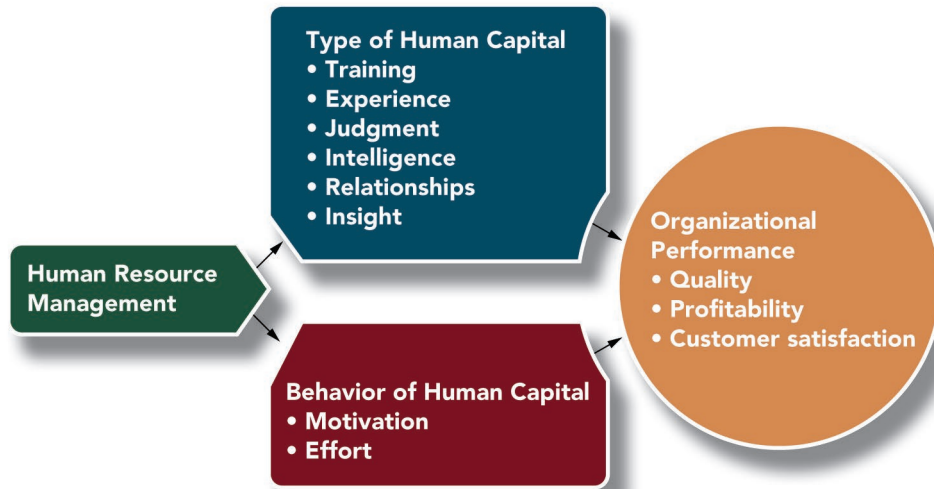 Type of Human Capital
• Training
• Experience
• Judgment
• Intelligence
• Relationships
• Insight
Human Resource
Management
Behavior of Human Capital
• Motivation
• Effort
Organizational
Performance
• Quality
• Profitability
• Customer satisfaction